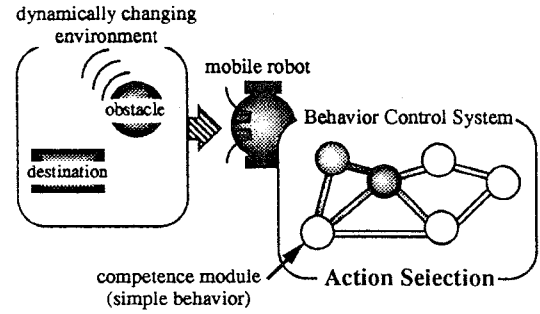 dynamically changing
environment
obstacle
destination
mobile robot
Behavior Control System
competence module
(simple behavior)
Action Selection